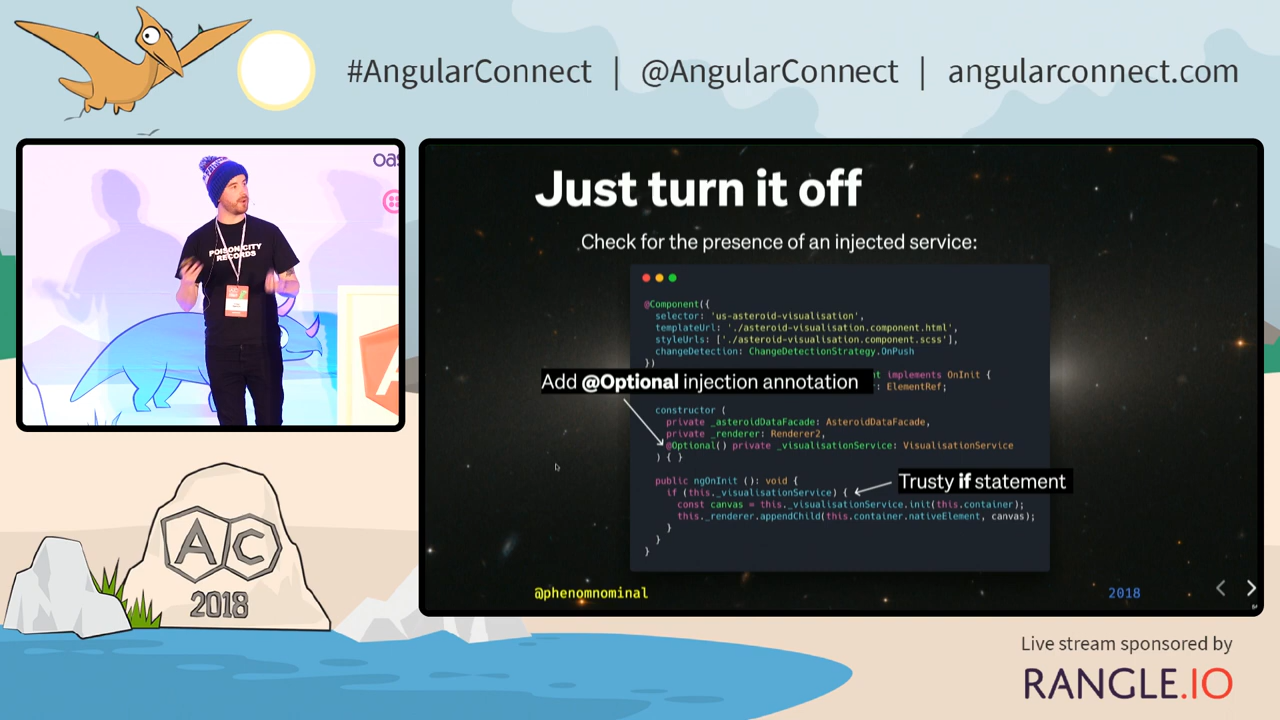 #AngularConnect | @AngularConnect | angularconnect.com
oas
POISON CITY
RECORDS
A
AC
2018
Just turn it off
Check for the presence of an injected service:
@Component({
selector: 'us-asteroid-visualisation',
templateUrl: './asteroid-visualisation.component.html',
styleUrls: ['./asteroid-visualisation.component.scss'],
changeDetection: ChangeDetectionStrategy.OnPush
})
t implements OnInit {
Add @Optional injection annotation
: ElementRef;
constructor (
private _asteroidDataFacade: AsteroidDataFacade,
private _renderer: Renderer2,
@Optional() private _visualisationService: VisualisationService
) { }
public ngOnInit (): void {
if (this._visualisationService) {
Trusty if statement
const canvas = this._visualisationService.init(this.container);
this._renderer.appendChild(this.container.nativeElement, canvas);
}
}
}
@phenomnominal
2018
Live stream sponsored by
RANGLE.IO